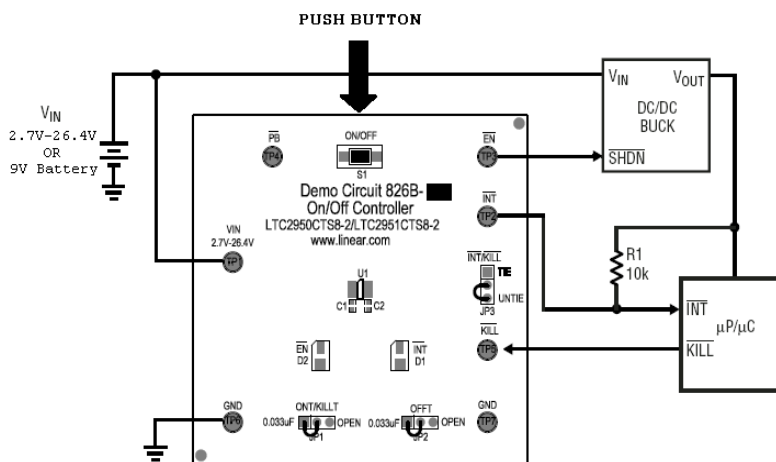 PUSH BUTTON
VIN
2.7V-26.4V
OR
9V Battery
VIN
VOUT
DC/DC
BUCK
SHDN
PB
TP4
ON/OFF
S1
EN
TP3
Demo Circuit 826B-
On/Off Controller
LTC2950CTS8-2/LTC2951CTS8-2
www.linear.com
INT
TP2
VIN
2.7V-26.4V
TP1
R1
10k
INT/KILL
TIE
UNTIE
JP3
U1
C1
C2
INT
µP/µC
KILL
KILL
TP5
EN
D2
INT
D1
GND
TP6
ONT/KILLT
0.033uF
OPEN
JP1
OFFT
0.033uF
OPEN
JP2
GND
TP7